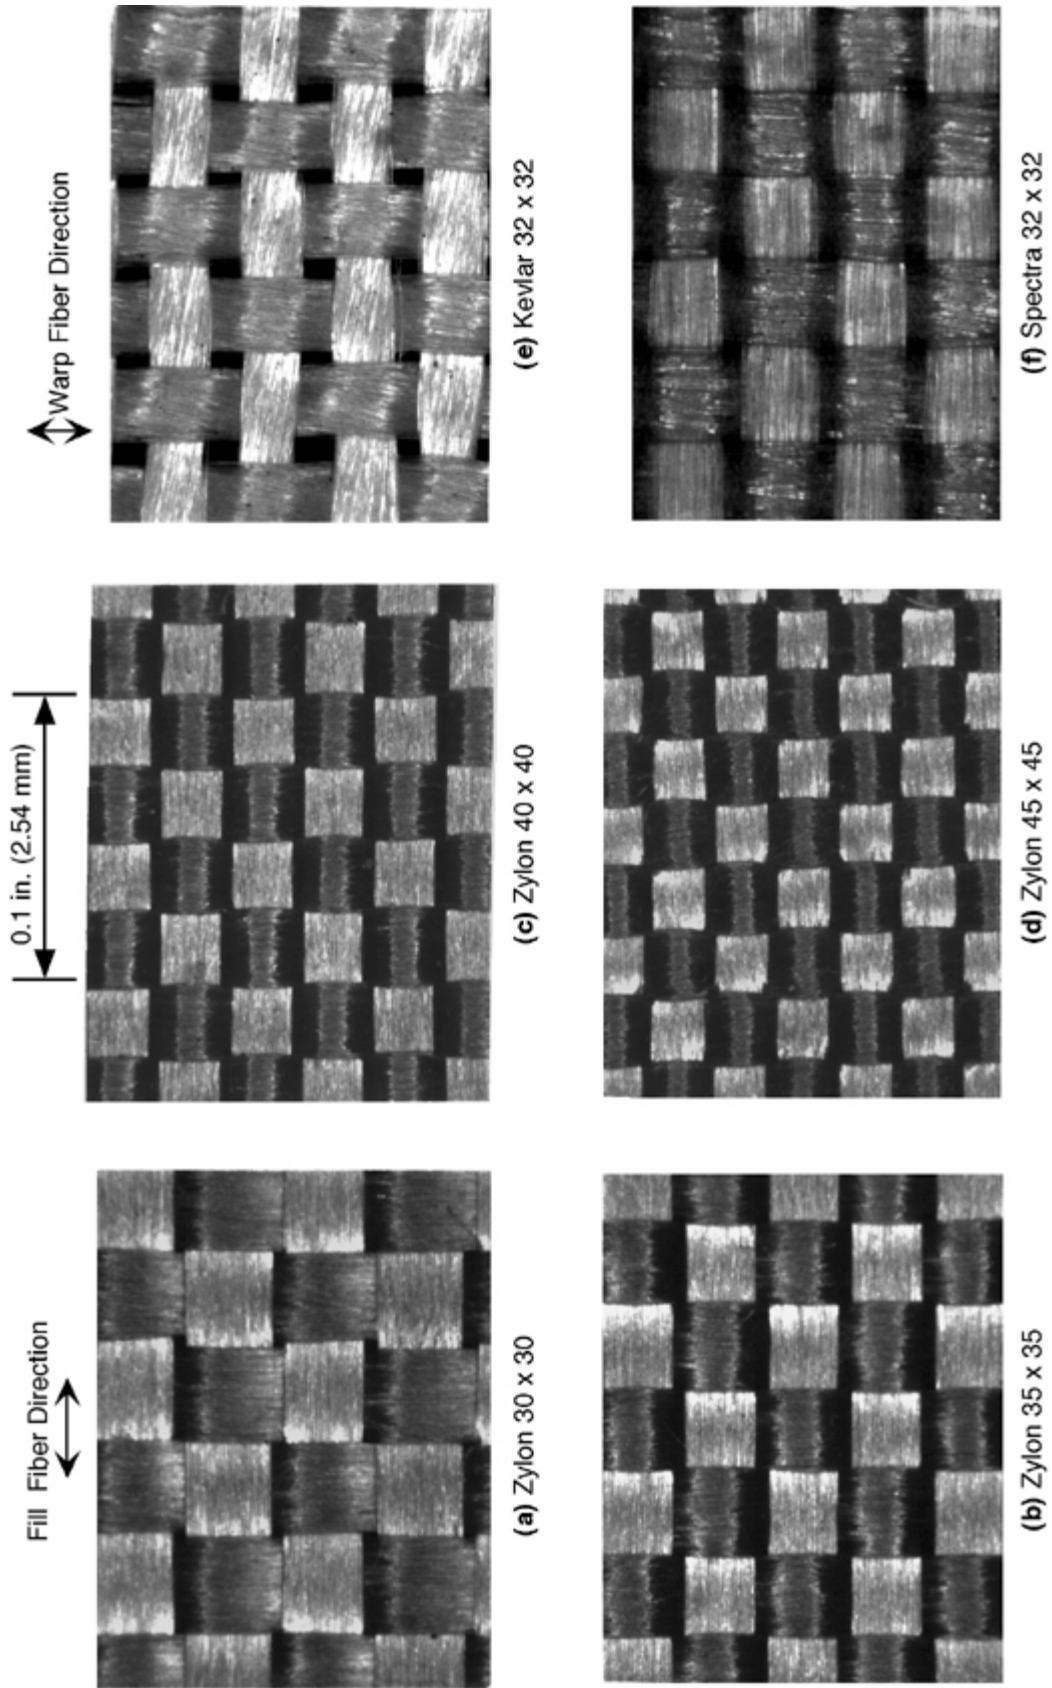 Fill Fiber Direction
0.1 in. (2.54 mm)
Warp Fiber Direction
(a) Zylon 30 x 30
(c) Zylon 40 x 40
(e) Kevlar 32 x 32
(b) Zylon 35 x 35
(d) Zylon 45 x 45
(f) Spectra 32 x 32